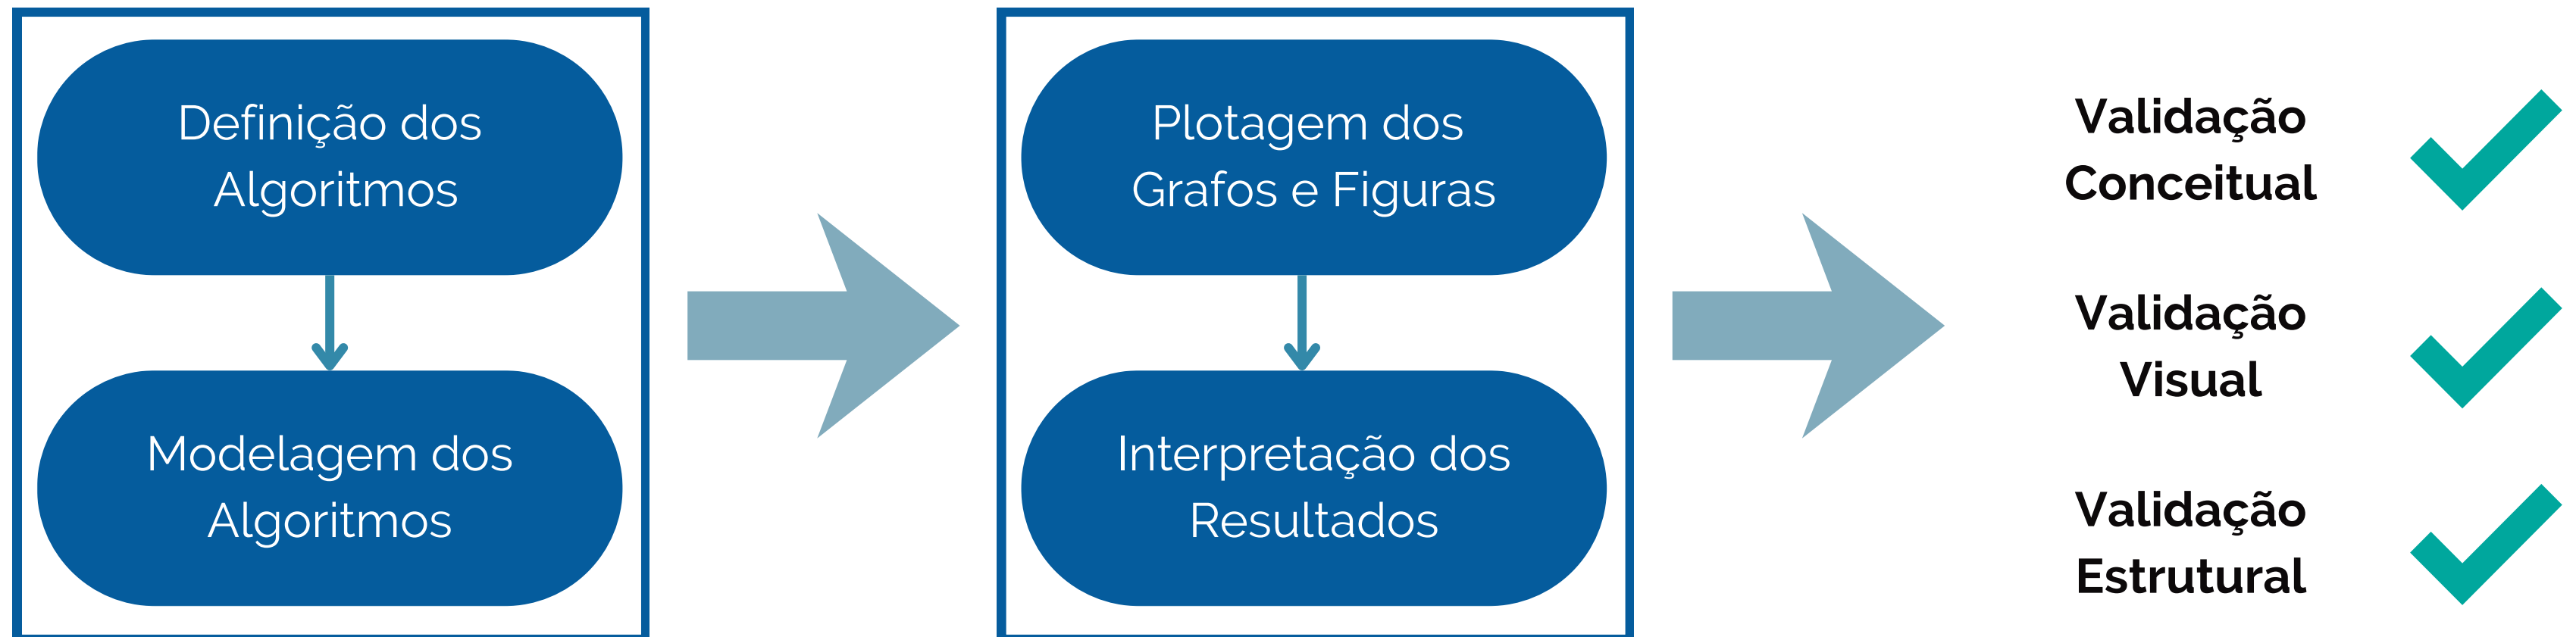 Definição dos
Algoritmos
Modelagem dos
Algoritmos
Plotagem dos
Grafos e Figuras
Interpretação dos
Resultados
Validação
Conceitual
Validação
Visual
Validação
Estrutural